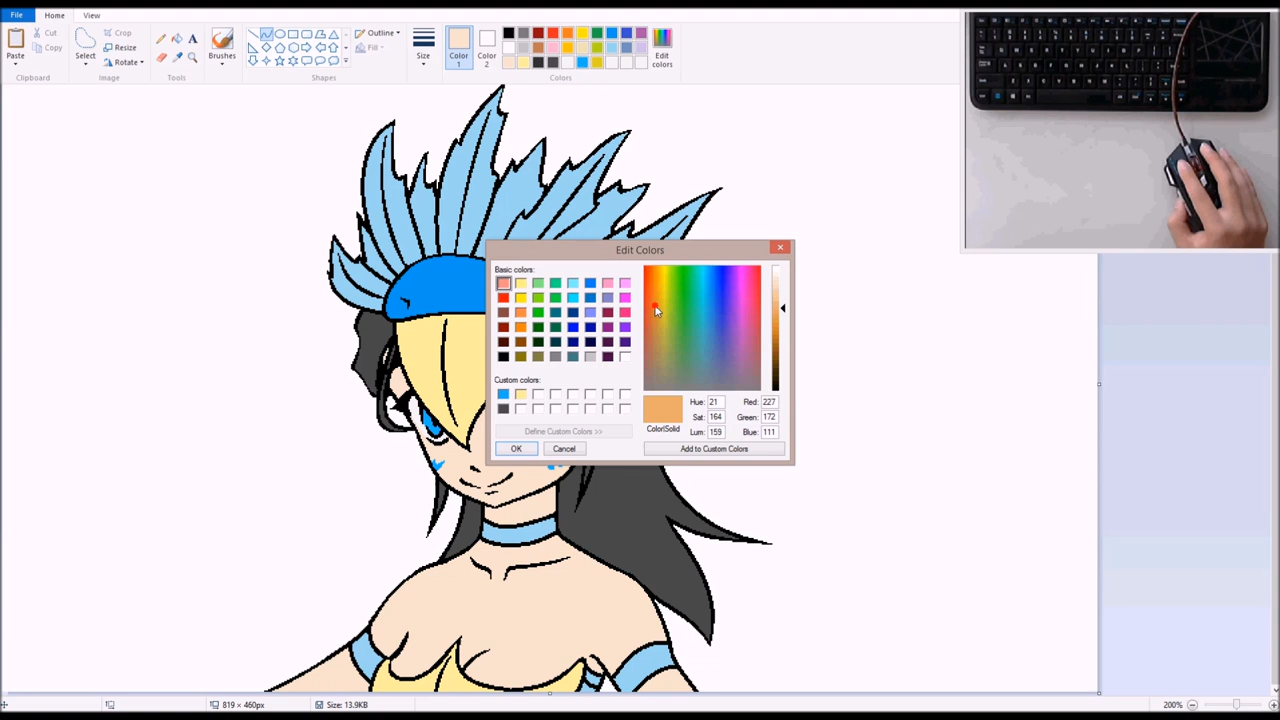 File Home View
Paste Cut Copy Clipboard
Select Crop Resize Rotate Image
Tools
Brushes
Outline Fill Shapes
Size
Color 1
Color 2
Edit colors
Colors
Edit Colors
Basic colors:
Custom colors:
Define Custom Colors >>
OK Cancel
Color|Solid
Hue: 21 Red: 227
Sat: 164 Green: 172
Lum: 159 Blue: 111
Add to Custom Colors
819 × 460px Size: 13.9KB 200%